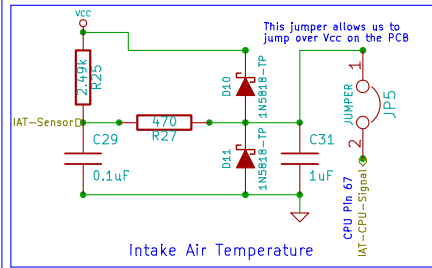 vcc
This jumper allows us to
jump over Vcc on the PCB
2.49k
R25
D10
1N5818-TP
1
JUMPER
JP5
2
IAT-Sensor
470
R27
C29
0.1uF
D11
1N5818-TP
C31
1uF
CPU Pin 67
IAT-CPU-Signal
Intake Air Temperature